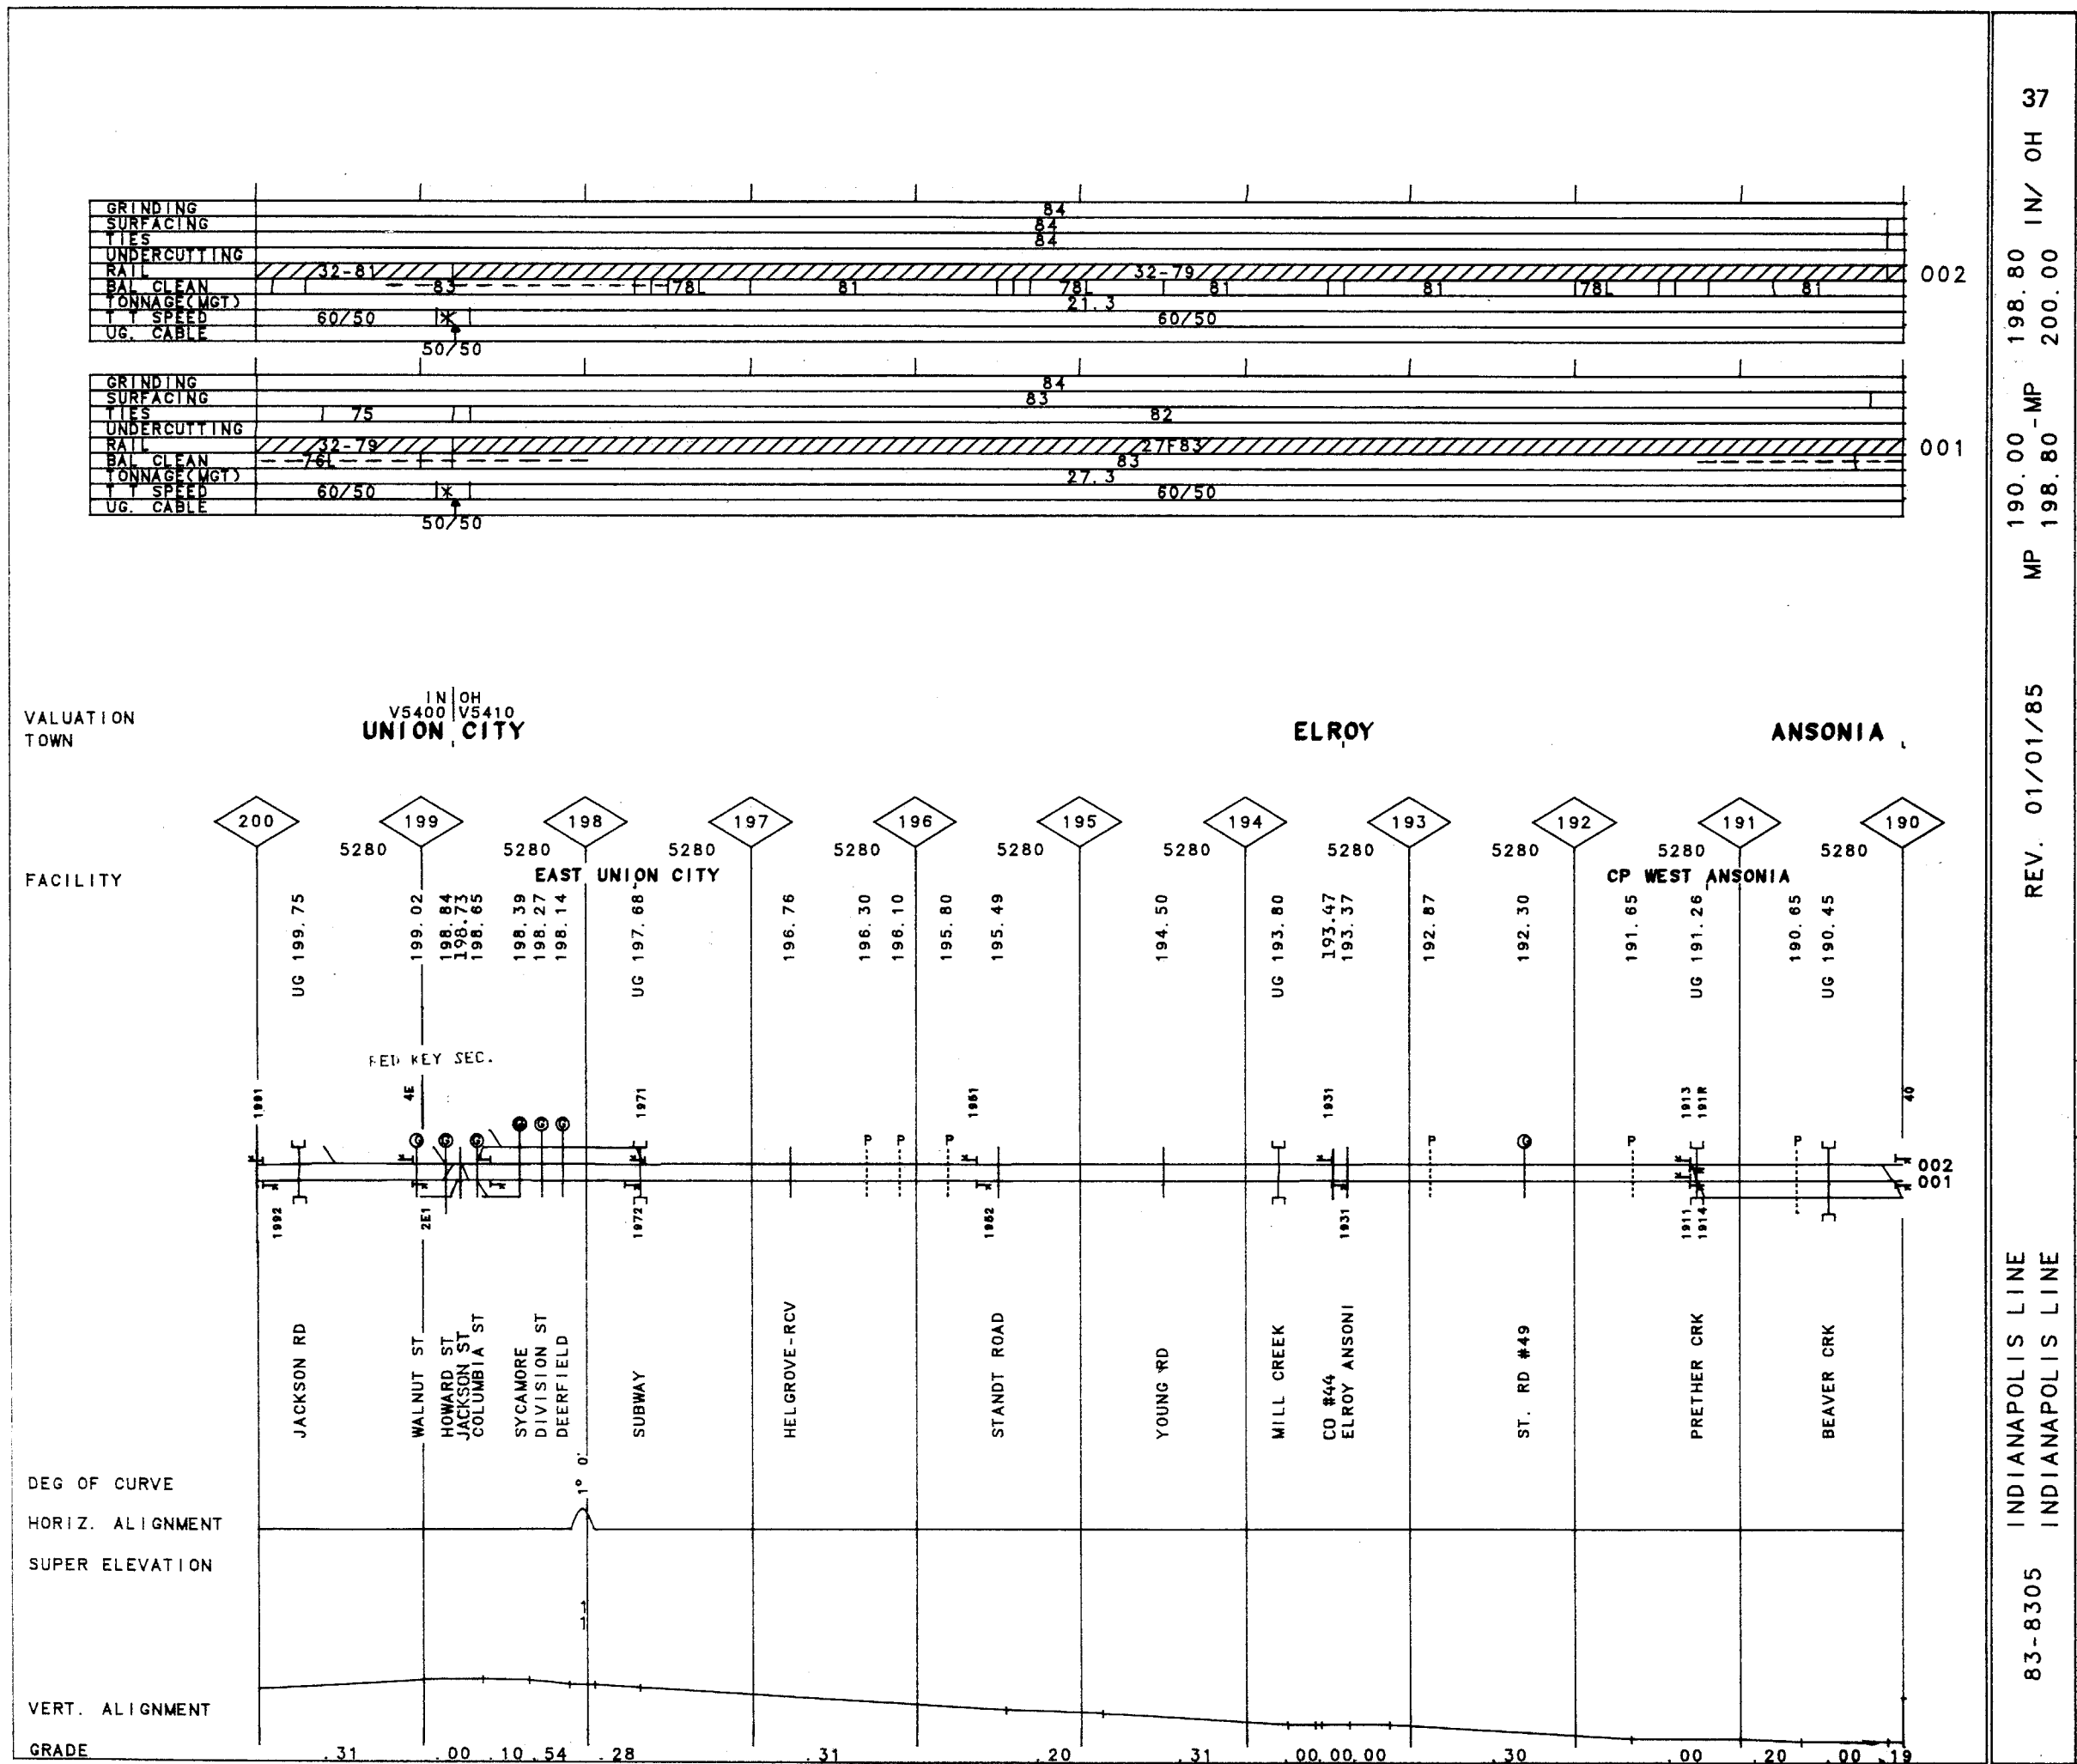 GRINDING 84
SURFACING 84
TIES 84
UNDERCUTTING
RAIL 32-81 32-79 002
BAL CLEAN 83 78L 81 78L 81 81 78L 81
TONNAGE(MGT) 21.3
T T SPEED 60/50 * 60/50
UG. CABLE
50/50
GRINDING 84
SURFACING 83
TIES 75 82
UNDERCUTTING
RAIL 32-79 27F83 001
BAL CLEAN 76L 83
TONNAGE(MGT) 27.3
T T SPEED 60/50 * 60/50
UG. CABLE
50/50
IN OH
VALUATION V5400 V5410
TOWN UNION CITY ELROY ANSONIA
200 199 198 197 196 195 194 193 192 191 190
5280 5280 5280 5280 5280 5280 5280 5280 5280 5280
FACILITY EAST UNION CITY CP WEST ANSONIA
UG 199.75
199.02
198.84
198.73
198.65
198.39
198.27
198.14
UG 197.68
196.76
196.30
196.10
195.80
195.49
194.50
UG 193.80
193.47
193.37
192.87
192.30
191.65
UG 191.26
190.65
UG 190.45
RED KEY SEC.
1991 4E 1971 1951 1931 1913 191R 40
G G G G G G P P P P G P P
002
001
1992 2E1 1972 1952 1931 1911 1914
JACKSON RD
WALNUT ST
HOWARD ST
JACKSON ST
COLUMBIA ST
SYCAMORE
DIVISION ST
DEERFIELD
SUBWAY
HELGROVE-RCV
STANDT ROAD
YOUNG RD
MILL CREEK
CO #44
ELROY ANSONI
ST. RD #49
PRETHER CRK
BEAVER CRK
DEG OF CURVE 1° 0'
HORIZ. ALIGNMENT
SUPER ELEVATION
VERT. ALIGNMENT
GRADE .31 .00 .10 .54 .28 .31 .20 .31 .00 .00 .00 .30 .00 .20 .00 .19
83-8305 INDIANAPOLIS LINE REV. 01/01/85 MP 190.00 198.80 IN/ OH 37
INDIANAPOLIS LINE 198.80 -MP 200.00